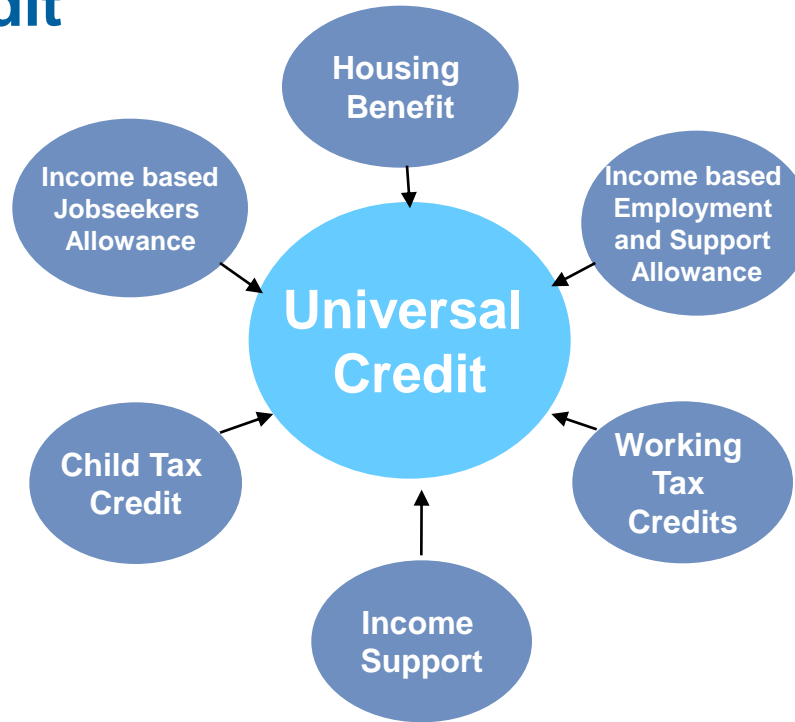 Housing
Benefit
Income based
Jobseekers
Allowance
Income based
Employment
and Support
Allowance
Universal
Credit
Child Tax
Credit
Working
Tax
Credits
Income
Support